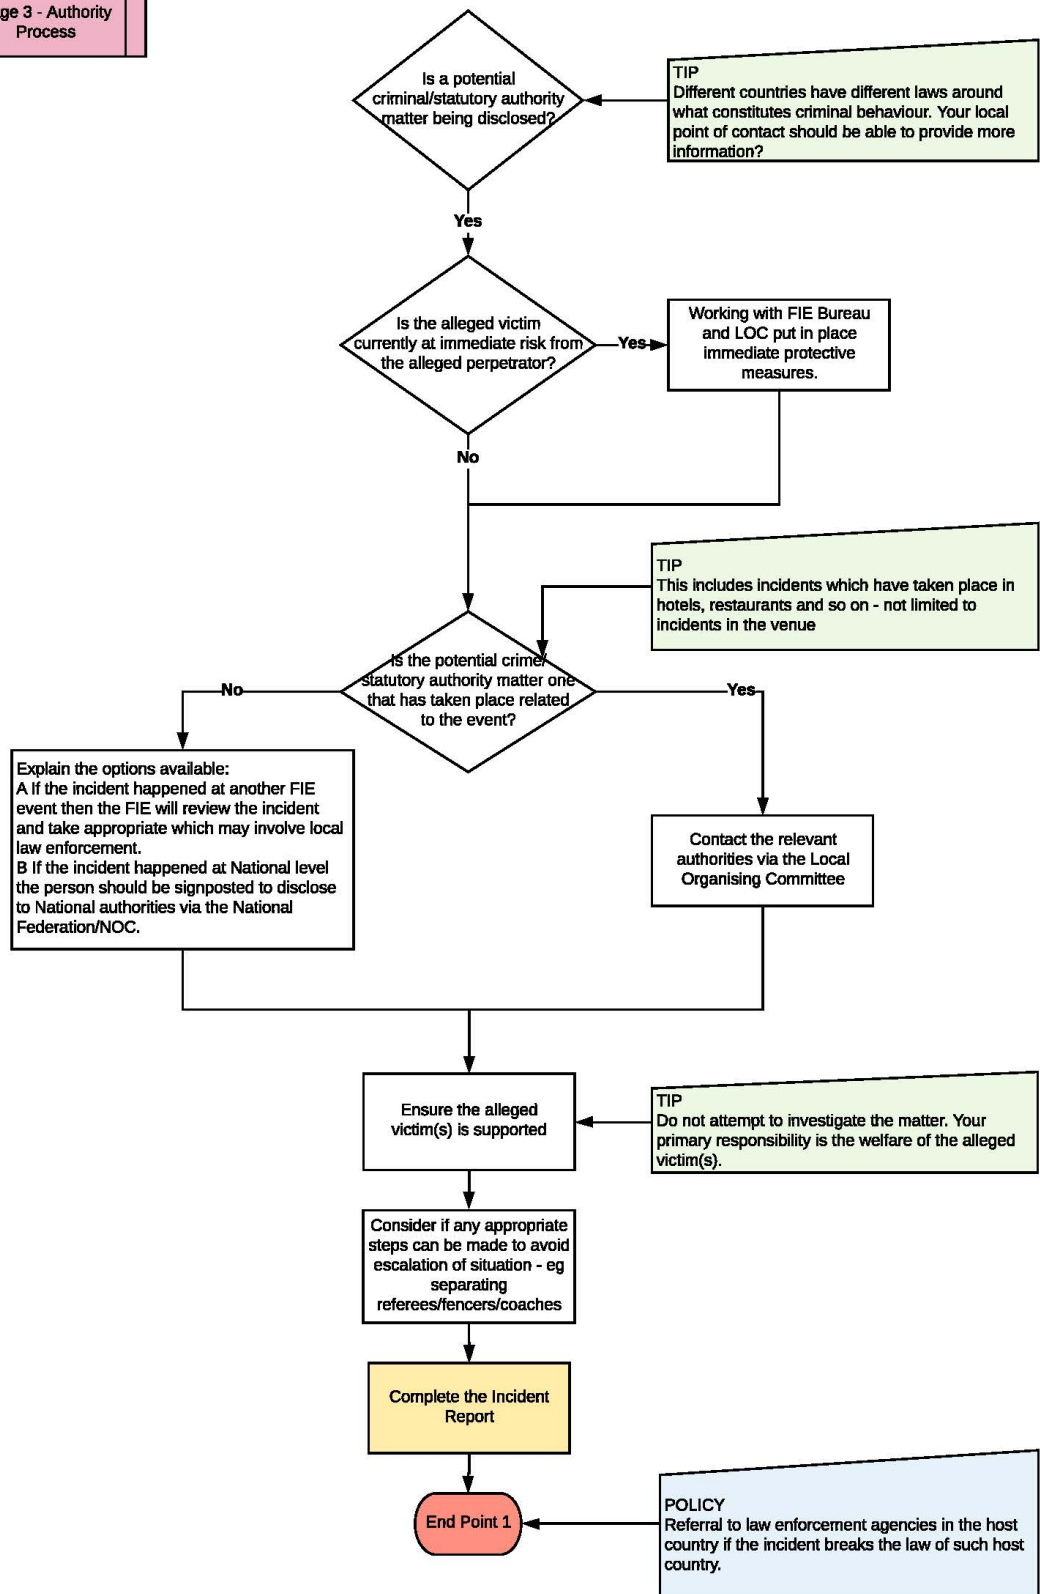 ge 3 - Authority
Process
Is a potential
criminal/statutory authority
matter being disclosed?
TIP
Different countries have different laws around
what constitutes criminal behaviour. Your local
point of contact should be able to provide more
information?
Yes
Is the alleged victim
currently at immediate risk from
the alleged perpetrator?
Yes
Working with FIE Bureau
and LOC put in place
immediate protective
measures.
No
TIP
This includes incidents which have taken place in
hotels, restaurants and so on - not limited to
incidents in the venue
Is the potential crime/
statutory authority matter one
that has taken place related
to the event?
No
Yes
Explain the options available:
A If the incident happened at another FIE
event then the FIE will review the incident
and take appropriate which may involve local
law enforcement.
B If the incident happened at National level
the person should be signposted to disclose
to National authorities via the National
Federation/NOC.
Contact the relevant
authorities via the Local
Organising Committee
Ensure the alleged
victim(s) is supported
TIP
Do not attempt to investigate the matter. Your
primary responsibility is the welfare of the alleged
victim(s).
Consider if any appropriate
steps can be made to avoid
escalation of situation - eg
separating
referees/fencers/coaches
Complete the Incident
Report
End Point 1
POLICY
Referral to law enforcement agencies in the host
country if the incident breaks the law of such host
country.